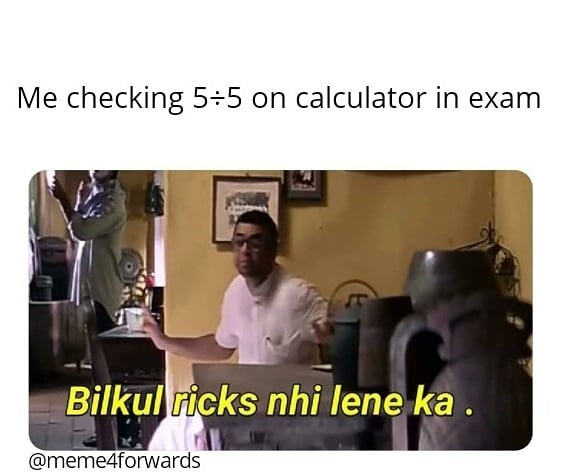 Me checking 5÷5 on calculator in exam
Bilkul ricks nhi lene ka .
@meme4forwards